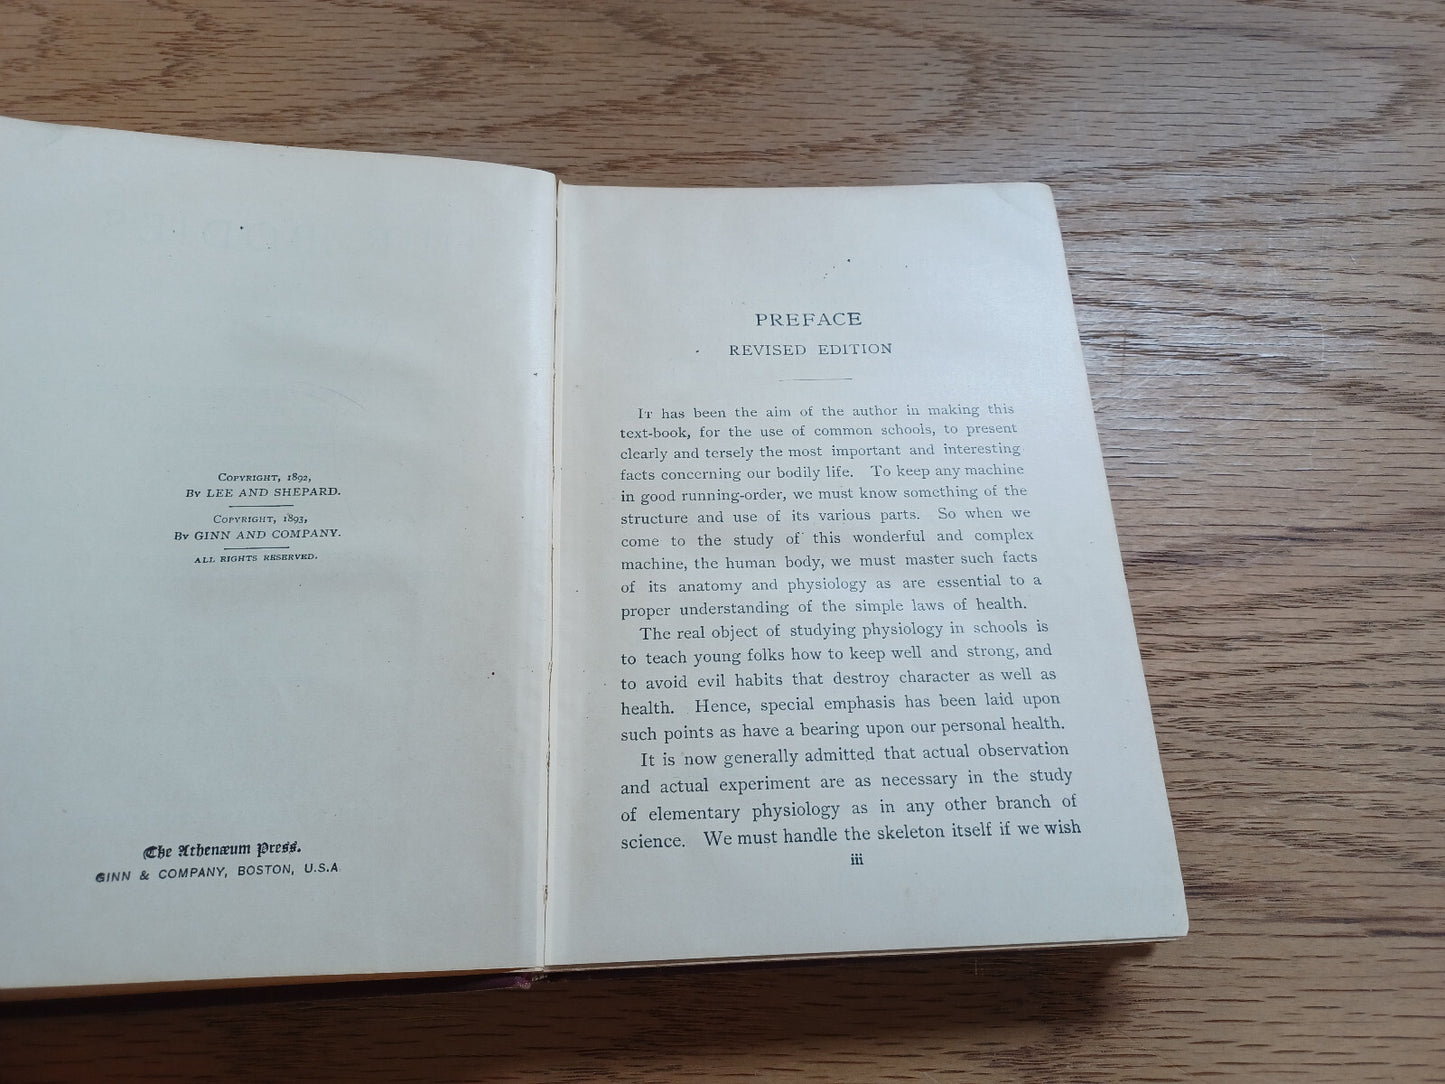 Copyright, 1892,
By LEE AND SHEPARD.
Copyright, 1893,
By GINN AND COMPANY.
ALL RIGHTS RESERVED.
The Athenæum Press.
GINN & COMPANY, BOSTON, U.S.A
PREFACE
REVISED EDITION
It has been the aim of the author in making this
text-book, for the use of common schools, to present
clearly and tersely the most important and interesting
facts concerning our bodily life. To keep any machine
in good running-order, we must know something of the
structure and use of its various parts. So when we
come to the study of this wonderful and complex
machine, the human body, we must master such facts
of its anatomy and physiology as are essential to a
proper understanding of the simple laws of health.
The real object of studying physiology in schools is
to teach young folks how to keep well and strong, and
to avoid evil habits that destroy character as well as
health. Hence, special emphasis has been laid upon
such points as have a bearing upon our personal health.
It is now generally admitted that actual observation
and actual experiment are as necessary in the study
of elementary physiology as in any other branch of
science. We must handle the skeleton itself if we wish
iii